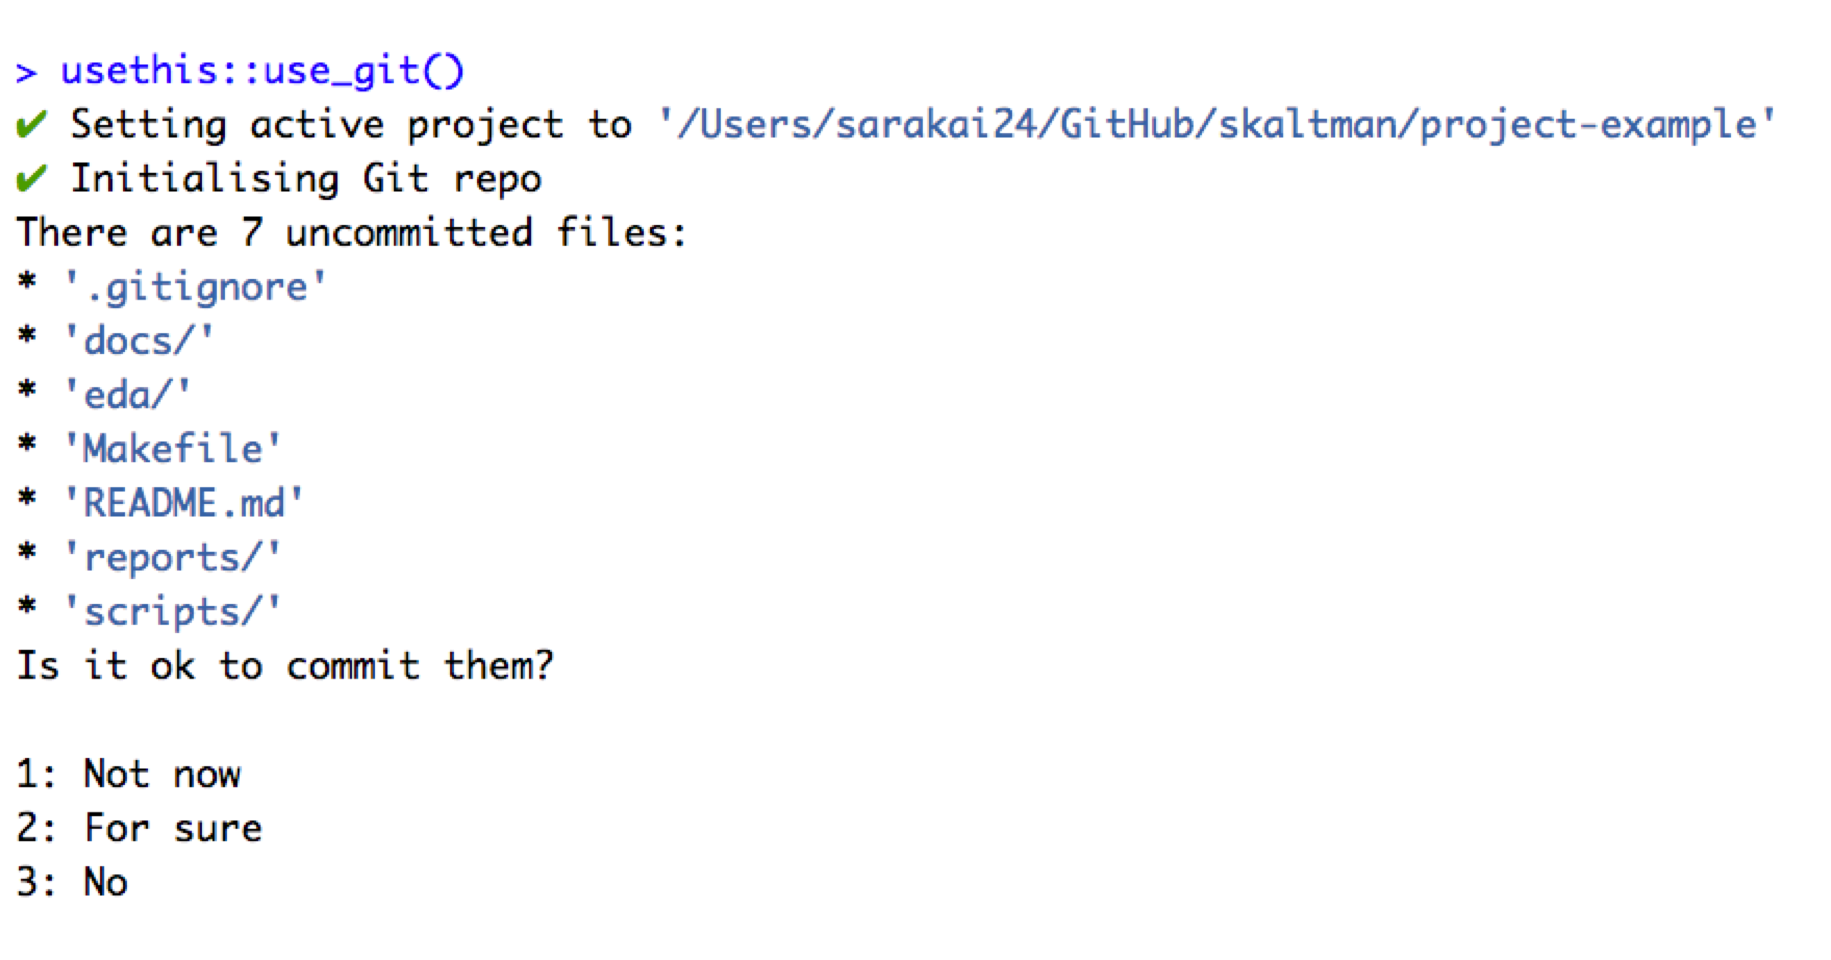 > usethis::use_git()
✔ Setting active project to '/Users/sarakai24/GitHub/skaltman/project-example'
✔ Initialising Git repo
There are 7 uncommitted files:
* '.gitignore'
* 'docs/'
* 'eda/'
* 'Makefile'
* 'README.md'
* 'reports/'
* 'scripts/'
Is it ok to commit them?
1: Not now
2: For sure
3: No